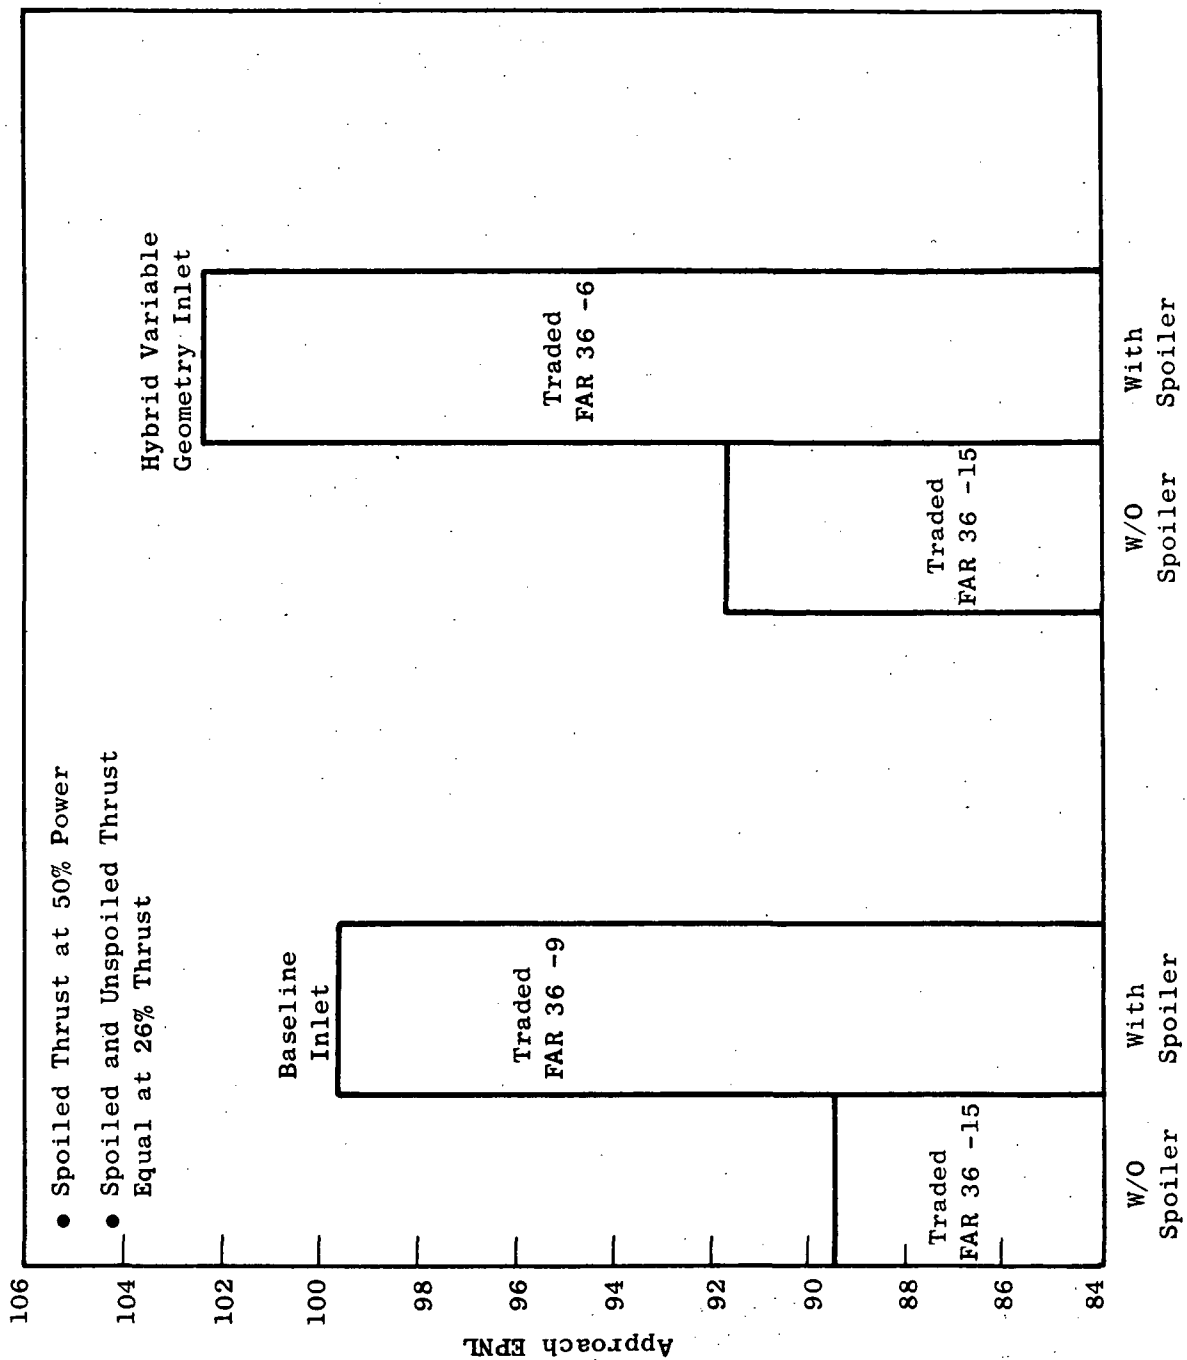 106
104
102
100
98
96
94
92
90
88
86
84
Approach EPNL
● Spoiled Thrust at 50% Power
● Spoiled and Unspoiled Thrust
Equal at 26% Thrust
Baseline
Inlet
Hybrid Variable
Geometry Inlet
Traded
FAR 36 -15
Traded
FAR 36 -9
Traded
FAR 36 -15
Traded
FAR 36 -6
W/O
Spoiler
With
Spoiler
W/O
Spoiler
With
Spoiler